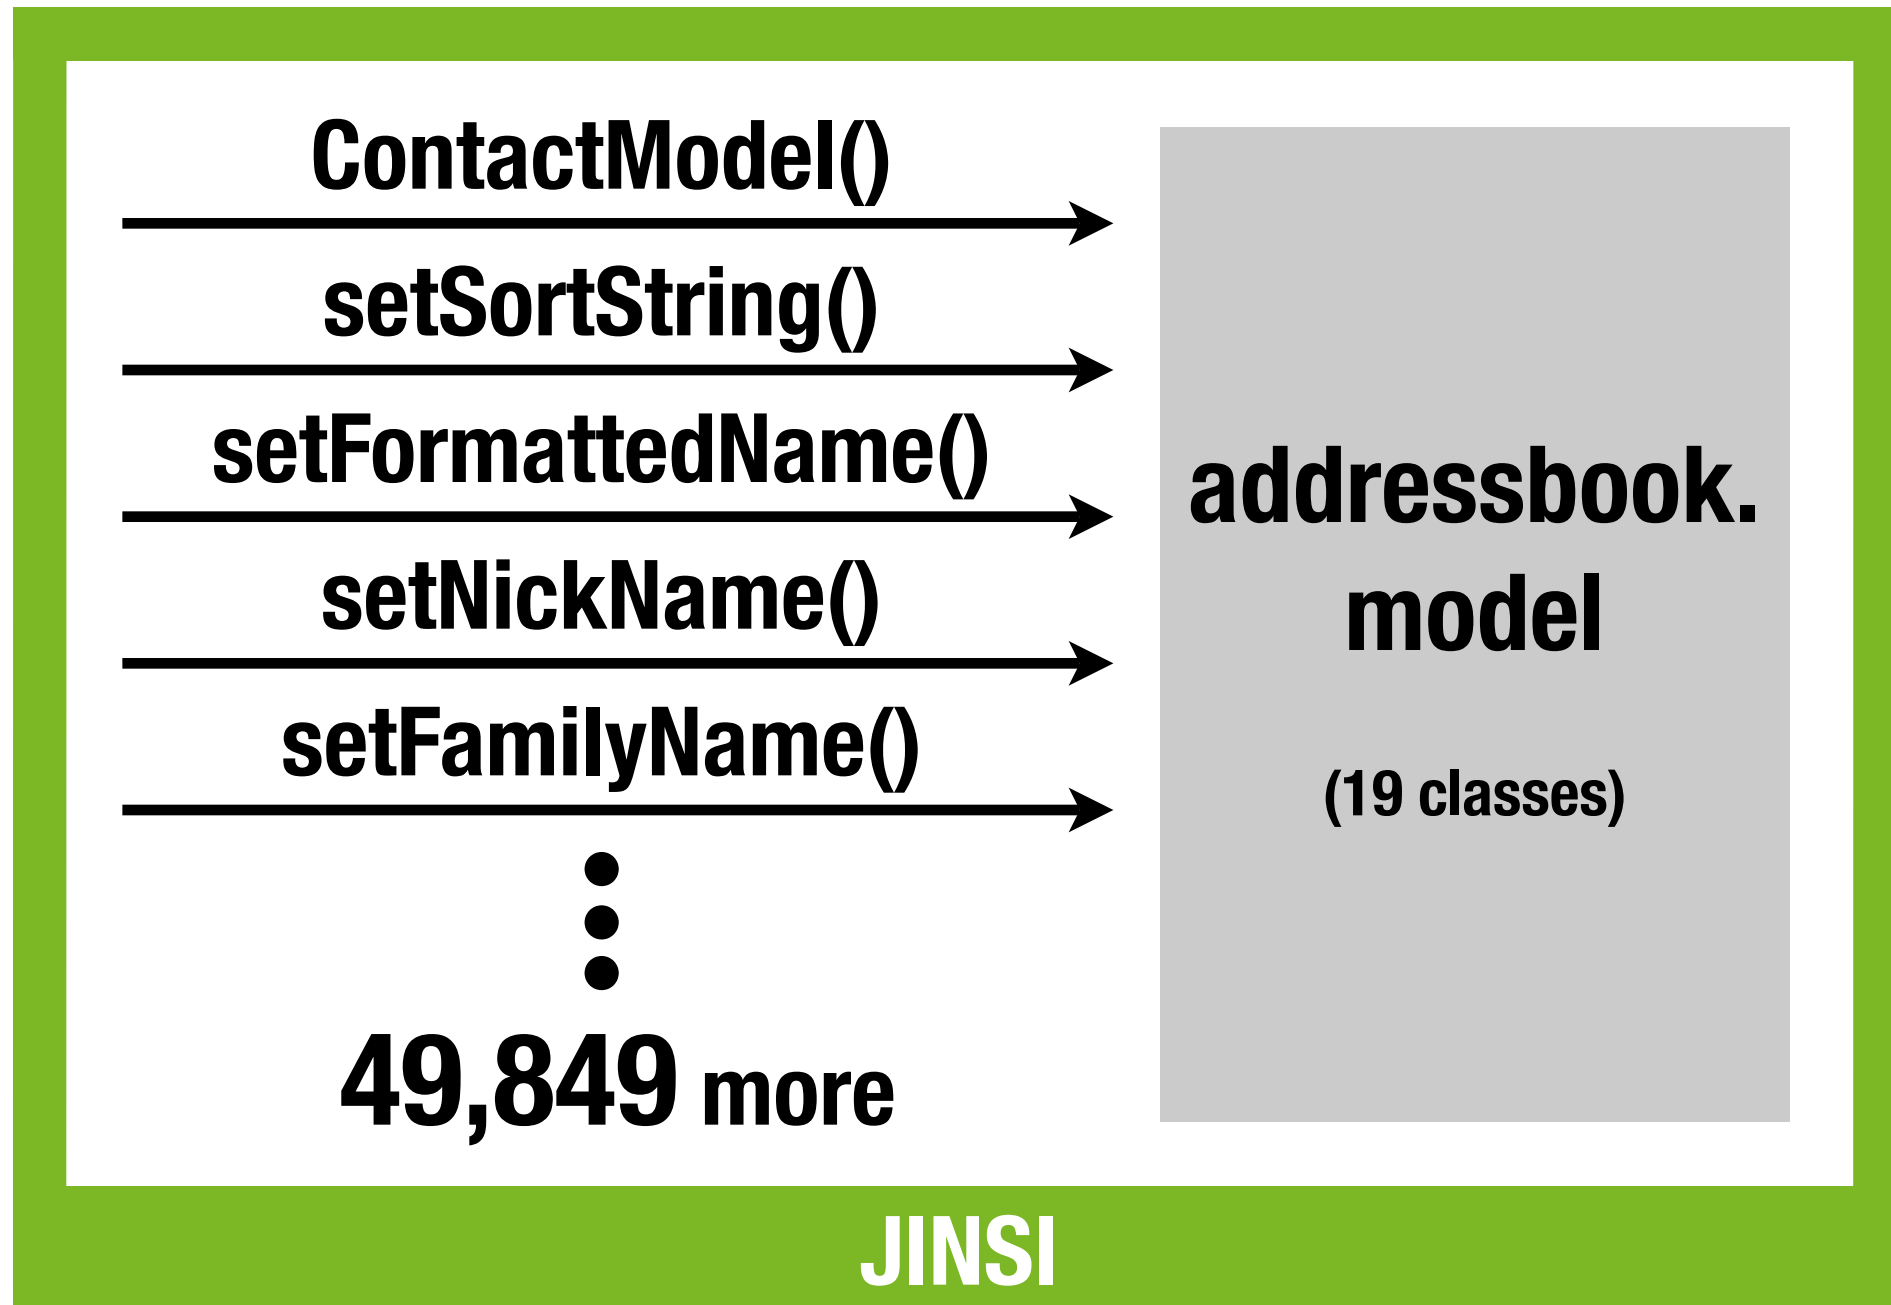 ContactModel()
setSortString()
setFormattedName()
setNickName()
setFamilyName()
49,849 more
addressbook.
model
(19 classes)
JINSI